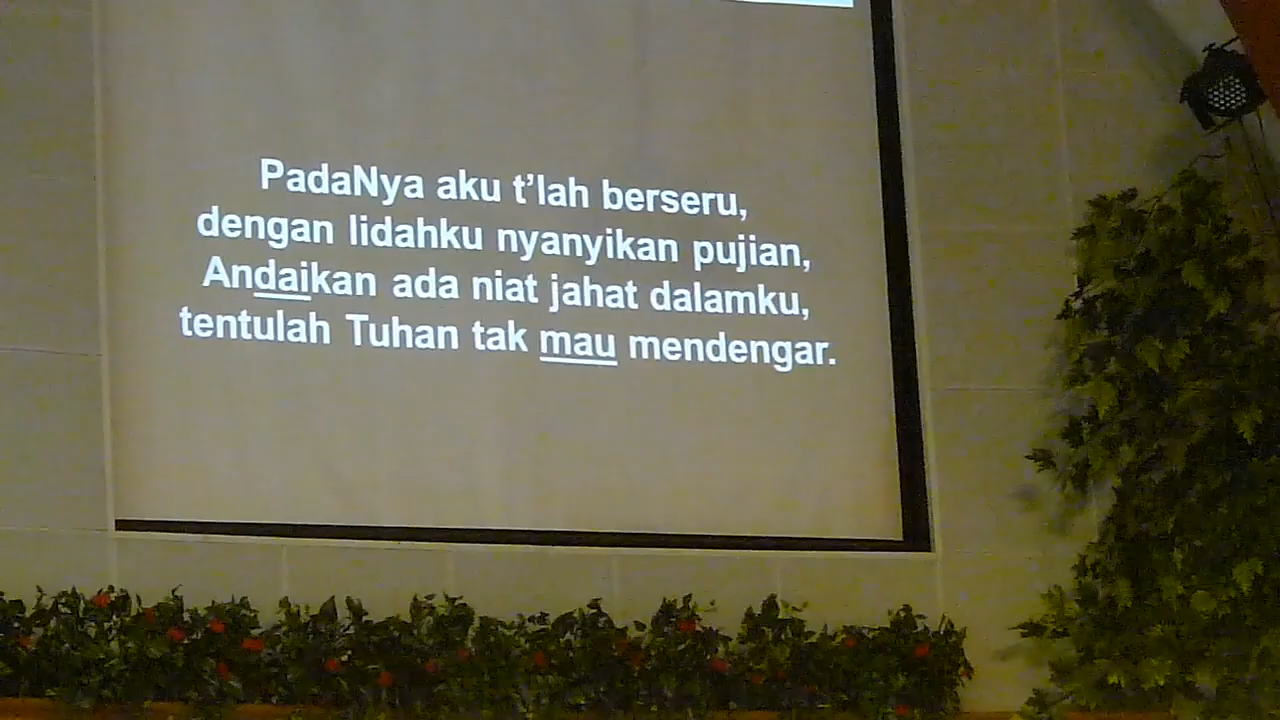 PadaNya aku t'lah berseru,
dengan lidahku nyanyikan pujian,
Andaikan ada niat jahat dalamku,
tentulah Tuhan tak mau mendengar.